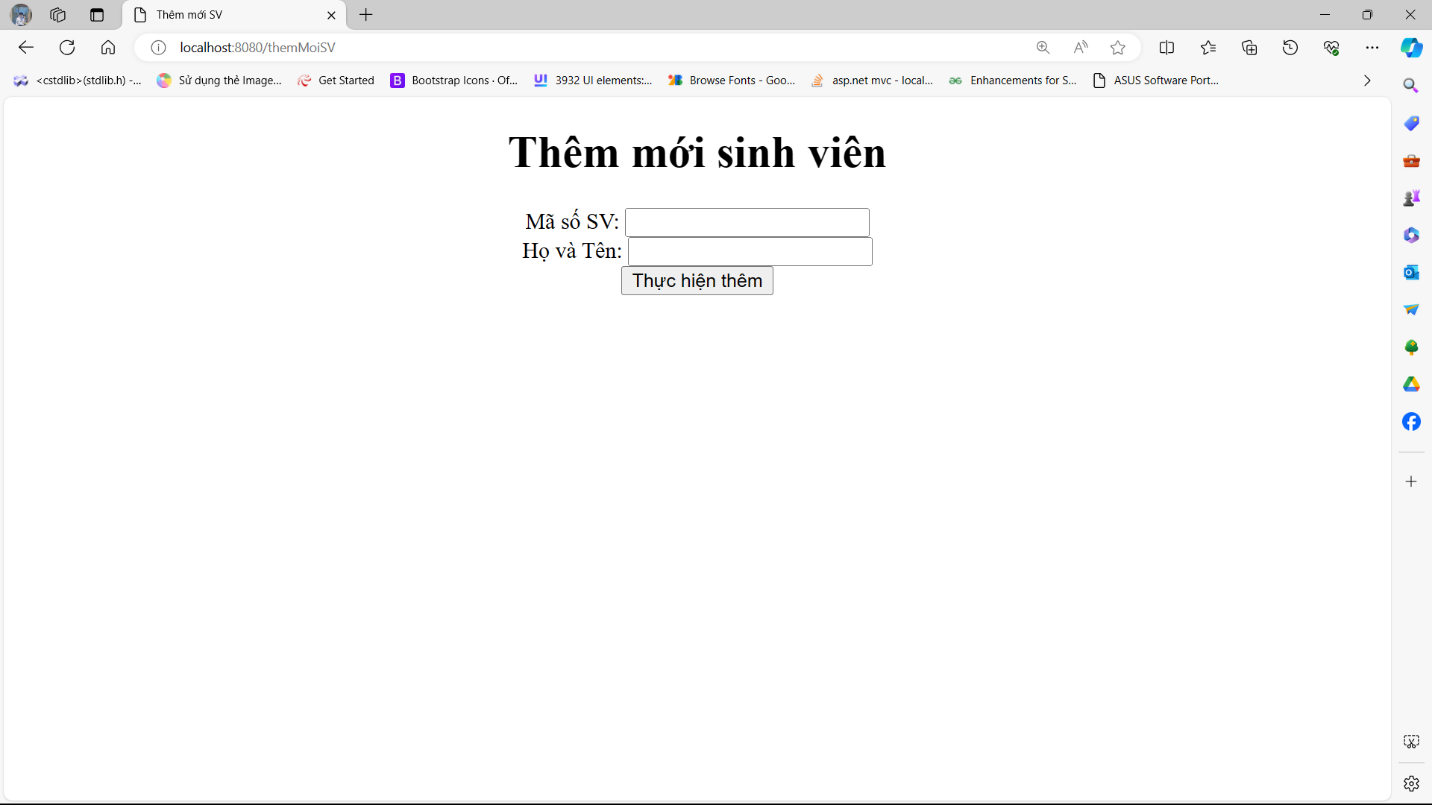 Thêm mới SV
localhost:8080/themMoiSV
<cstdlib>(stdlib.h) -... Sử dụng thẻ Image... Get Started B Bootstrap Icons · Of... UI 3932 UI elements:... Browse Fonts - Goo... asp.net mvc - local... Enhancements for S... ASUS Software Port...
Thêm mới sinh viên
Mã số SV:
Họ và Tên:
Thực hiện thêm